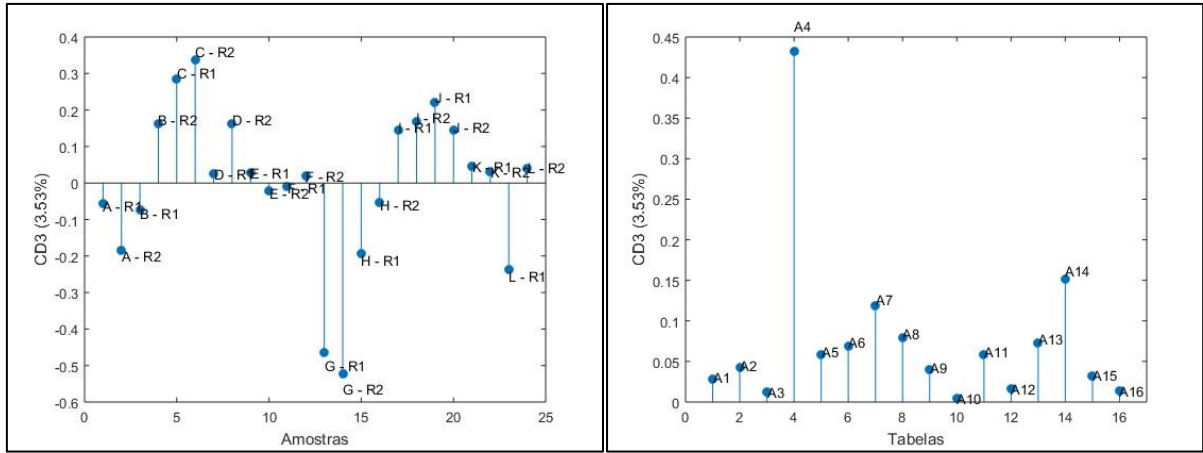 0.4
0.3
0.2
0.1
0
-0.1
-0.2
-0.3
-0.4
-0.5
-0.6
CD3 (3.53%)
C - R2
C - R1
J - R1
B - R2
D - R2
I - R1
I - R2
J - R2
D - R1
E - R1
F - R2
K - R1
K - R2
L - R2
E - R2
F - R1
A - R1
B - R1
H - R2
A - R2
H - R1
L - R1
G - R1
G - R2
0 5 10 15 20 25
Amostras
A4
0.45
0.4
0.35
0.3
0.25
0.2
0.15
0.1
0.05
0
CD3 (3.53%)
A14
A7
A8
A13
A6
A5
A11
A9
A2
A15
A1
A12
A16
A3
A10
0 2 4 6 8 10 12 14 16
Tabelas